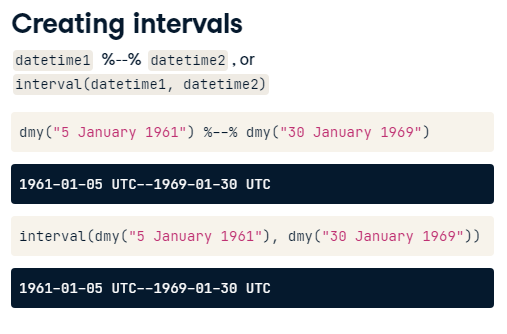 Creating intervals
datetime1 %--% datetime2 , or
interval(datetime1, datetime2)
dmy("5 January 1961") %--% dmy("30 January 1969")
1961-01-05 UTC--1969-01-30 UTC
interval(dmy("5 January 1961"), dmy("30 January 1969"))
1961-01-05 UTC--1969-01-30 UTC